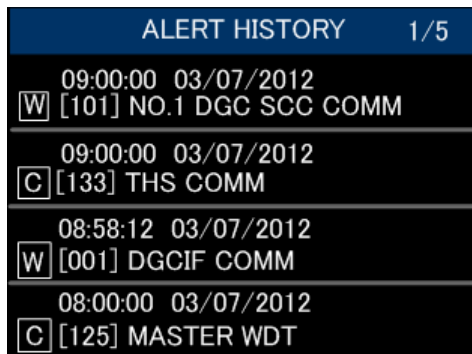 ALERT HISTORY 1/5
09:00:00 03/07/2012
W [101] NO.1 DGC SCC COMM
09:00:00 03/07/2012
C [133] THS COMM
08:58:12 03/07/2012
W [001] DGCIF COMM
08:00:00 03/07/2012
C [125] MASTER WDT